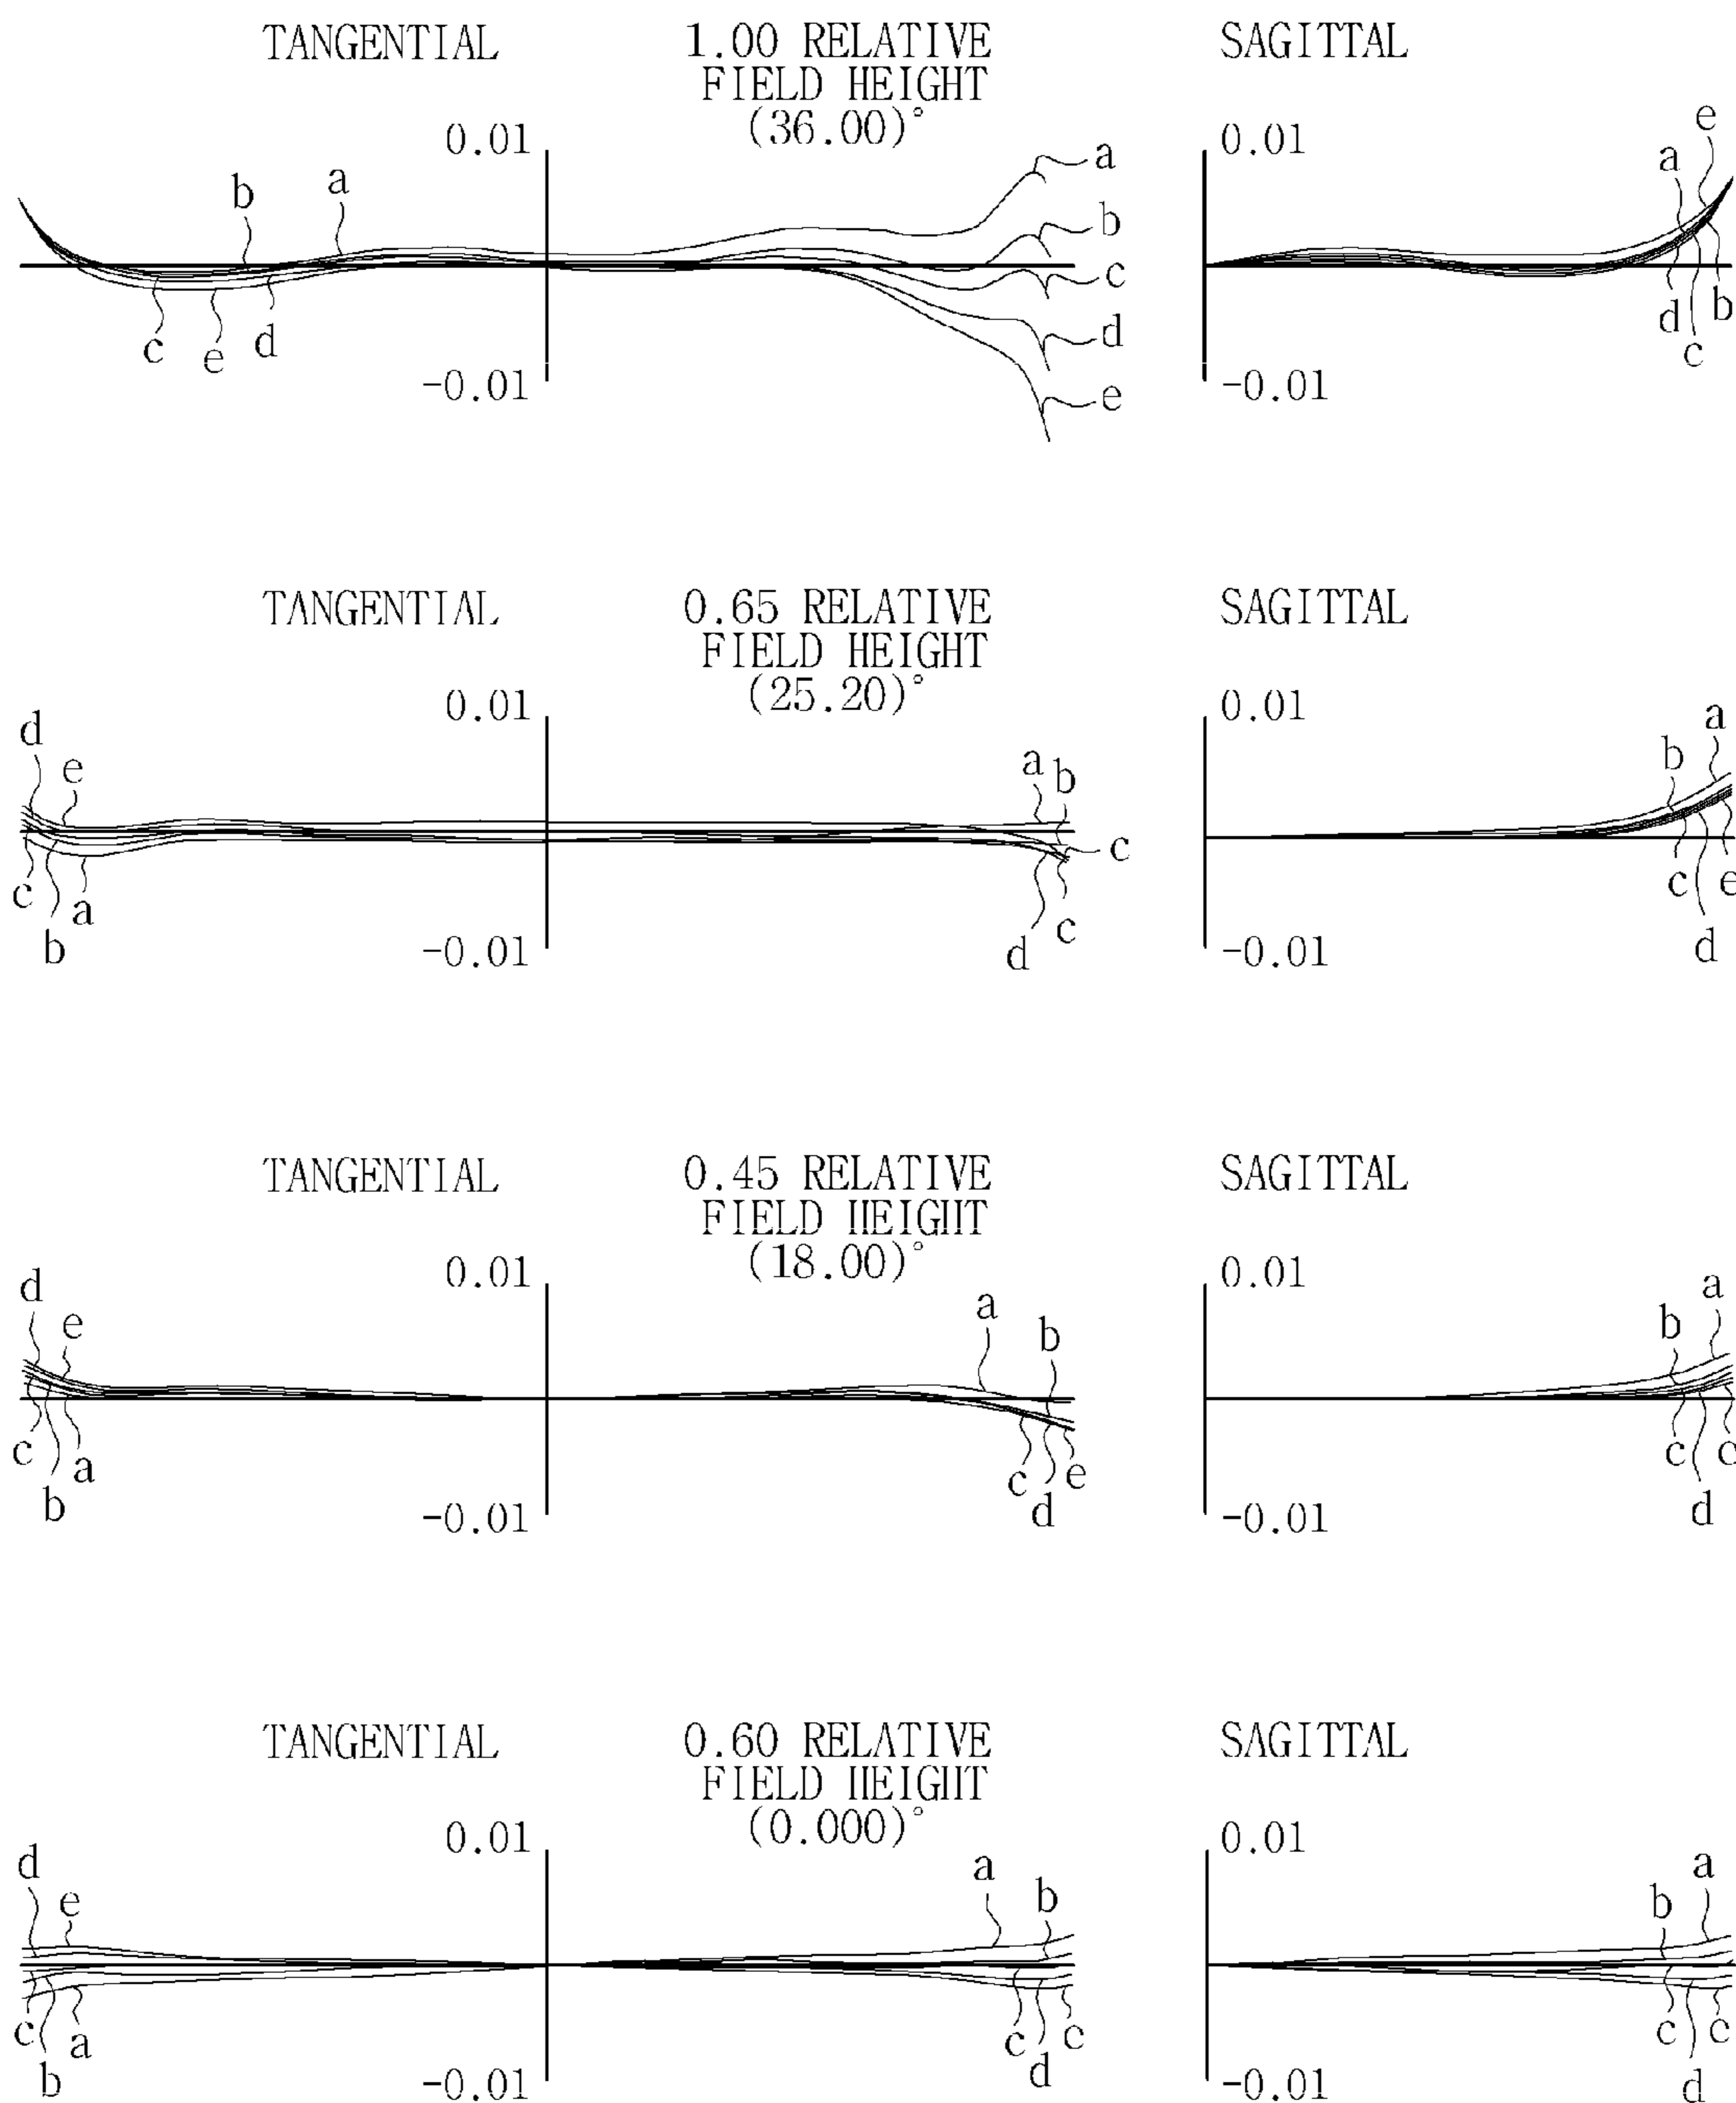 TANGENTIAL
1.00 RELATIVE
FIELD HEIGHT
(36.00)°
SAGITTAL
0.01
0.01
a
b
a
e
a
b
c
d
e
c
e
d
d
b
c
-0.01
-0.01
TANGENTIAL
0.65 RELATIVE
FIELD HEIGHT
(25.20)°
SAGITTAL
0.01
0.01
d
e
a
b
b
a
c
c
b
a
d
c
c
d
e
-0.01
-0.01
TANGENTIAL
0.45 RELATIVE
FIELD HEIGHT
(18.00)°
SAGITTAL
0.01
0.01
d
e
a
b
b
a
c
b
a
c
d
e
c
d
c
-0.01
-0.01
TANGENTIAL
0.60 RELATIVE
FIELD HEIGHT
(0.000)°
SAGITTAL
0.01
0.01
d
e
a
b
b
a
c
b
a
c
d
c
c
d
c
-0.01
-0.01